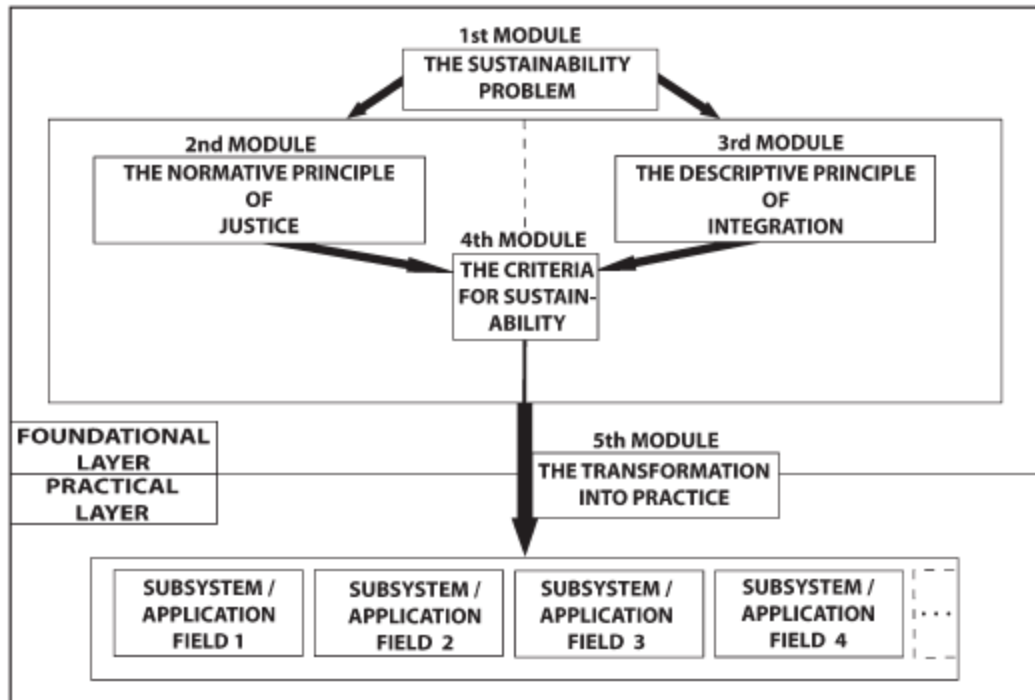 1st MODULE
THE SUSTAINABILITY
PROBLEM
2nd MODULE
THE NORMATIVE PRINCIPLE
OF
JUSTICE
3rd MODULE
THE DESCRIPTIVE PRINCIPLE
OF
INTEGRATION
4th MODULE
THE CRITERIA
FOR SUSTAIN-
ABILITY
FOUNDATIONAL
LAYER
PRACTICAL
LAYER
5th MODULE
THE TRANSFORMATION
INTO PRACTICE
SUBSYSTEM /
APPLICATION
FIELD 1
SUBSYSTEM /
APPLICATION
FIELD 2
SUBSYSTEM /
APPLICATION
FIELD 3
SUBSYSTEM /
APPLICATION
FIELD 4
...